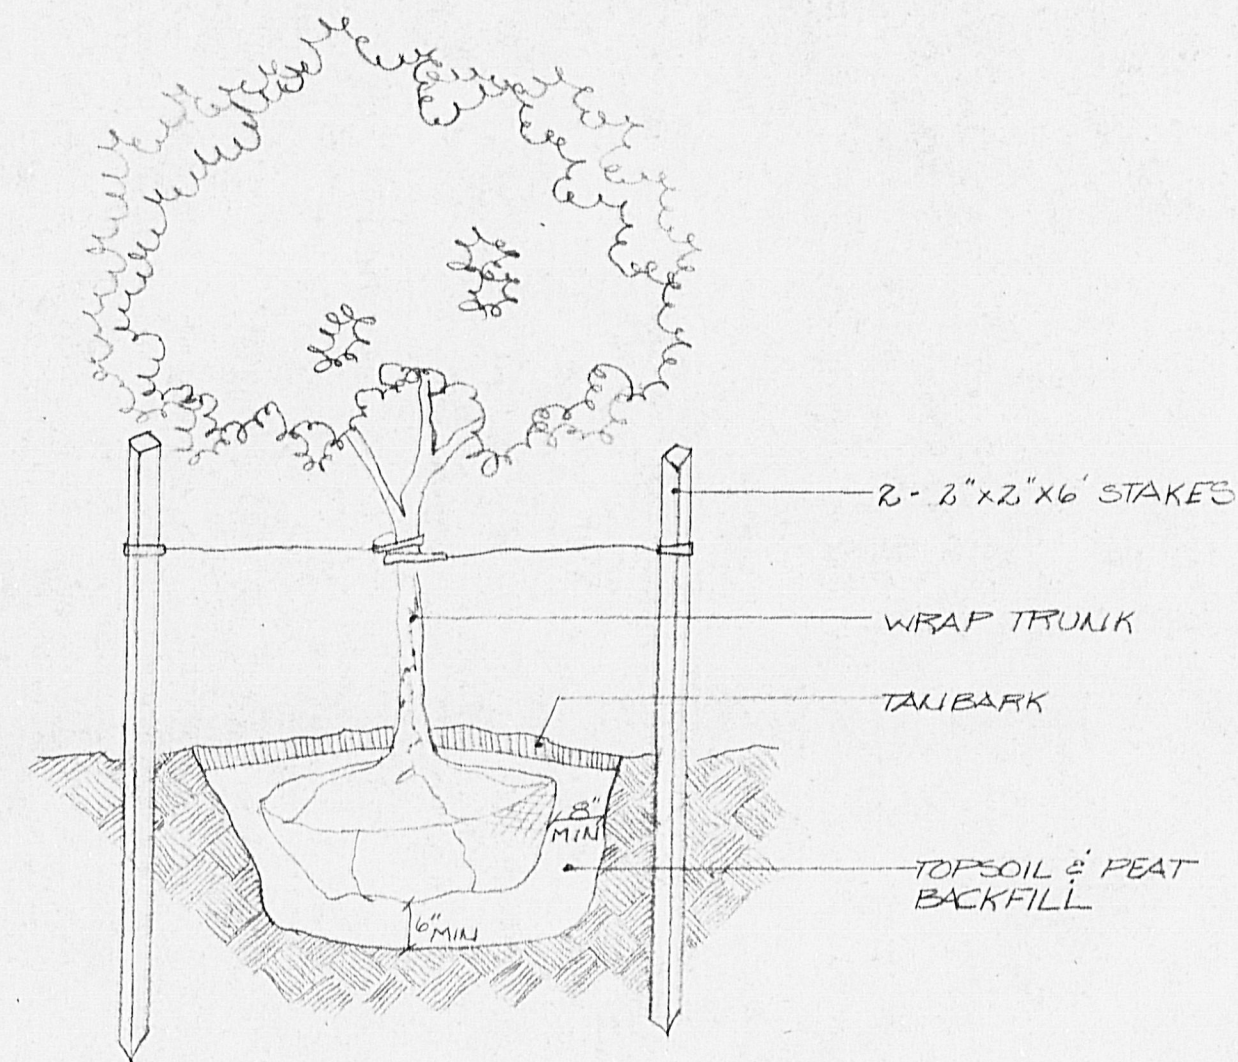 2 - 2"x2"x6' STAKES
WRAP TRUNK
TANBARK
8"
MIN
TOPSOIL & PEAT
BACKFILL
6" MIN